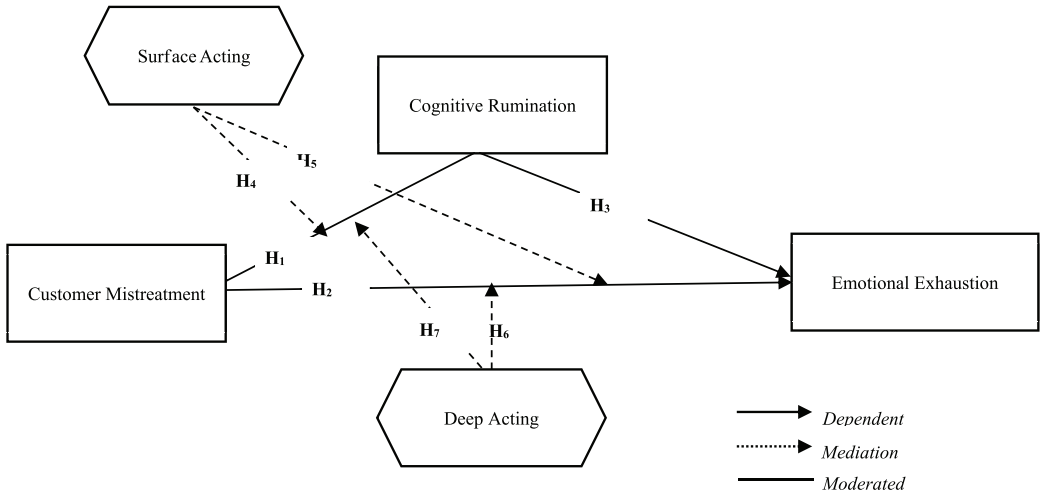 Surface Acting
Cognitive Rumination
H5
H4
H3
H1
Customer Mistreatment
H2
Emotional Exhaustion
H7
H6
Deep Acting
Dependent
Mediation
Moderated